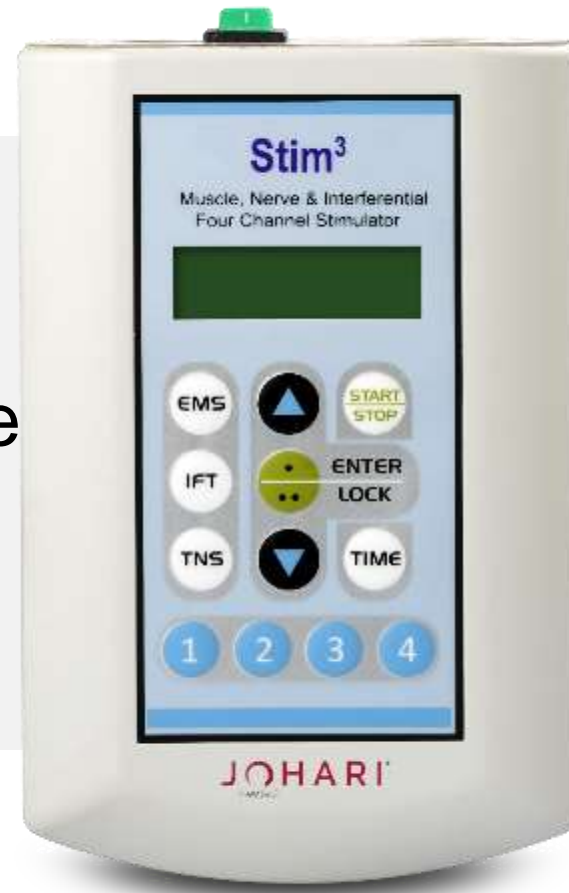 Stim³
Muscle, Nerve & Interferential
Four Channel Stimulator
e
EMS
START
STOP
IFT
ENTER
LOCK
TNS
TIME
1 2 3 4
JOHARI